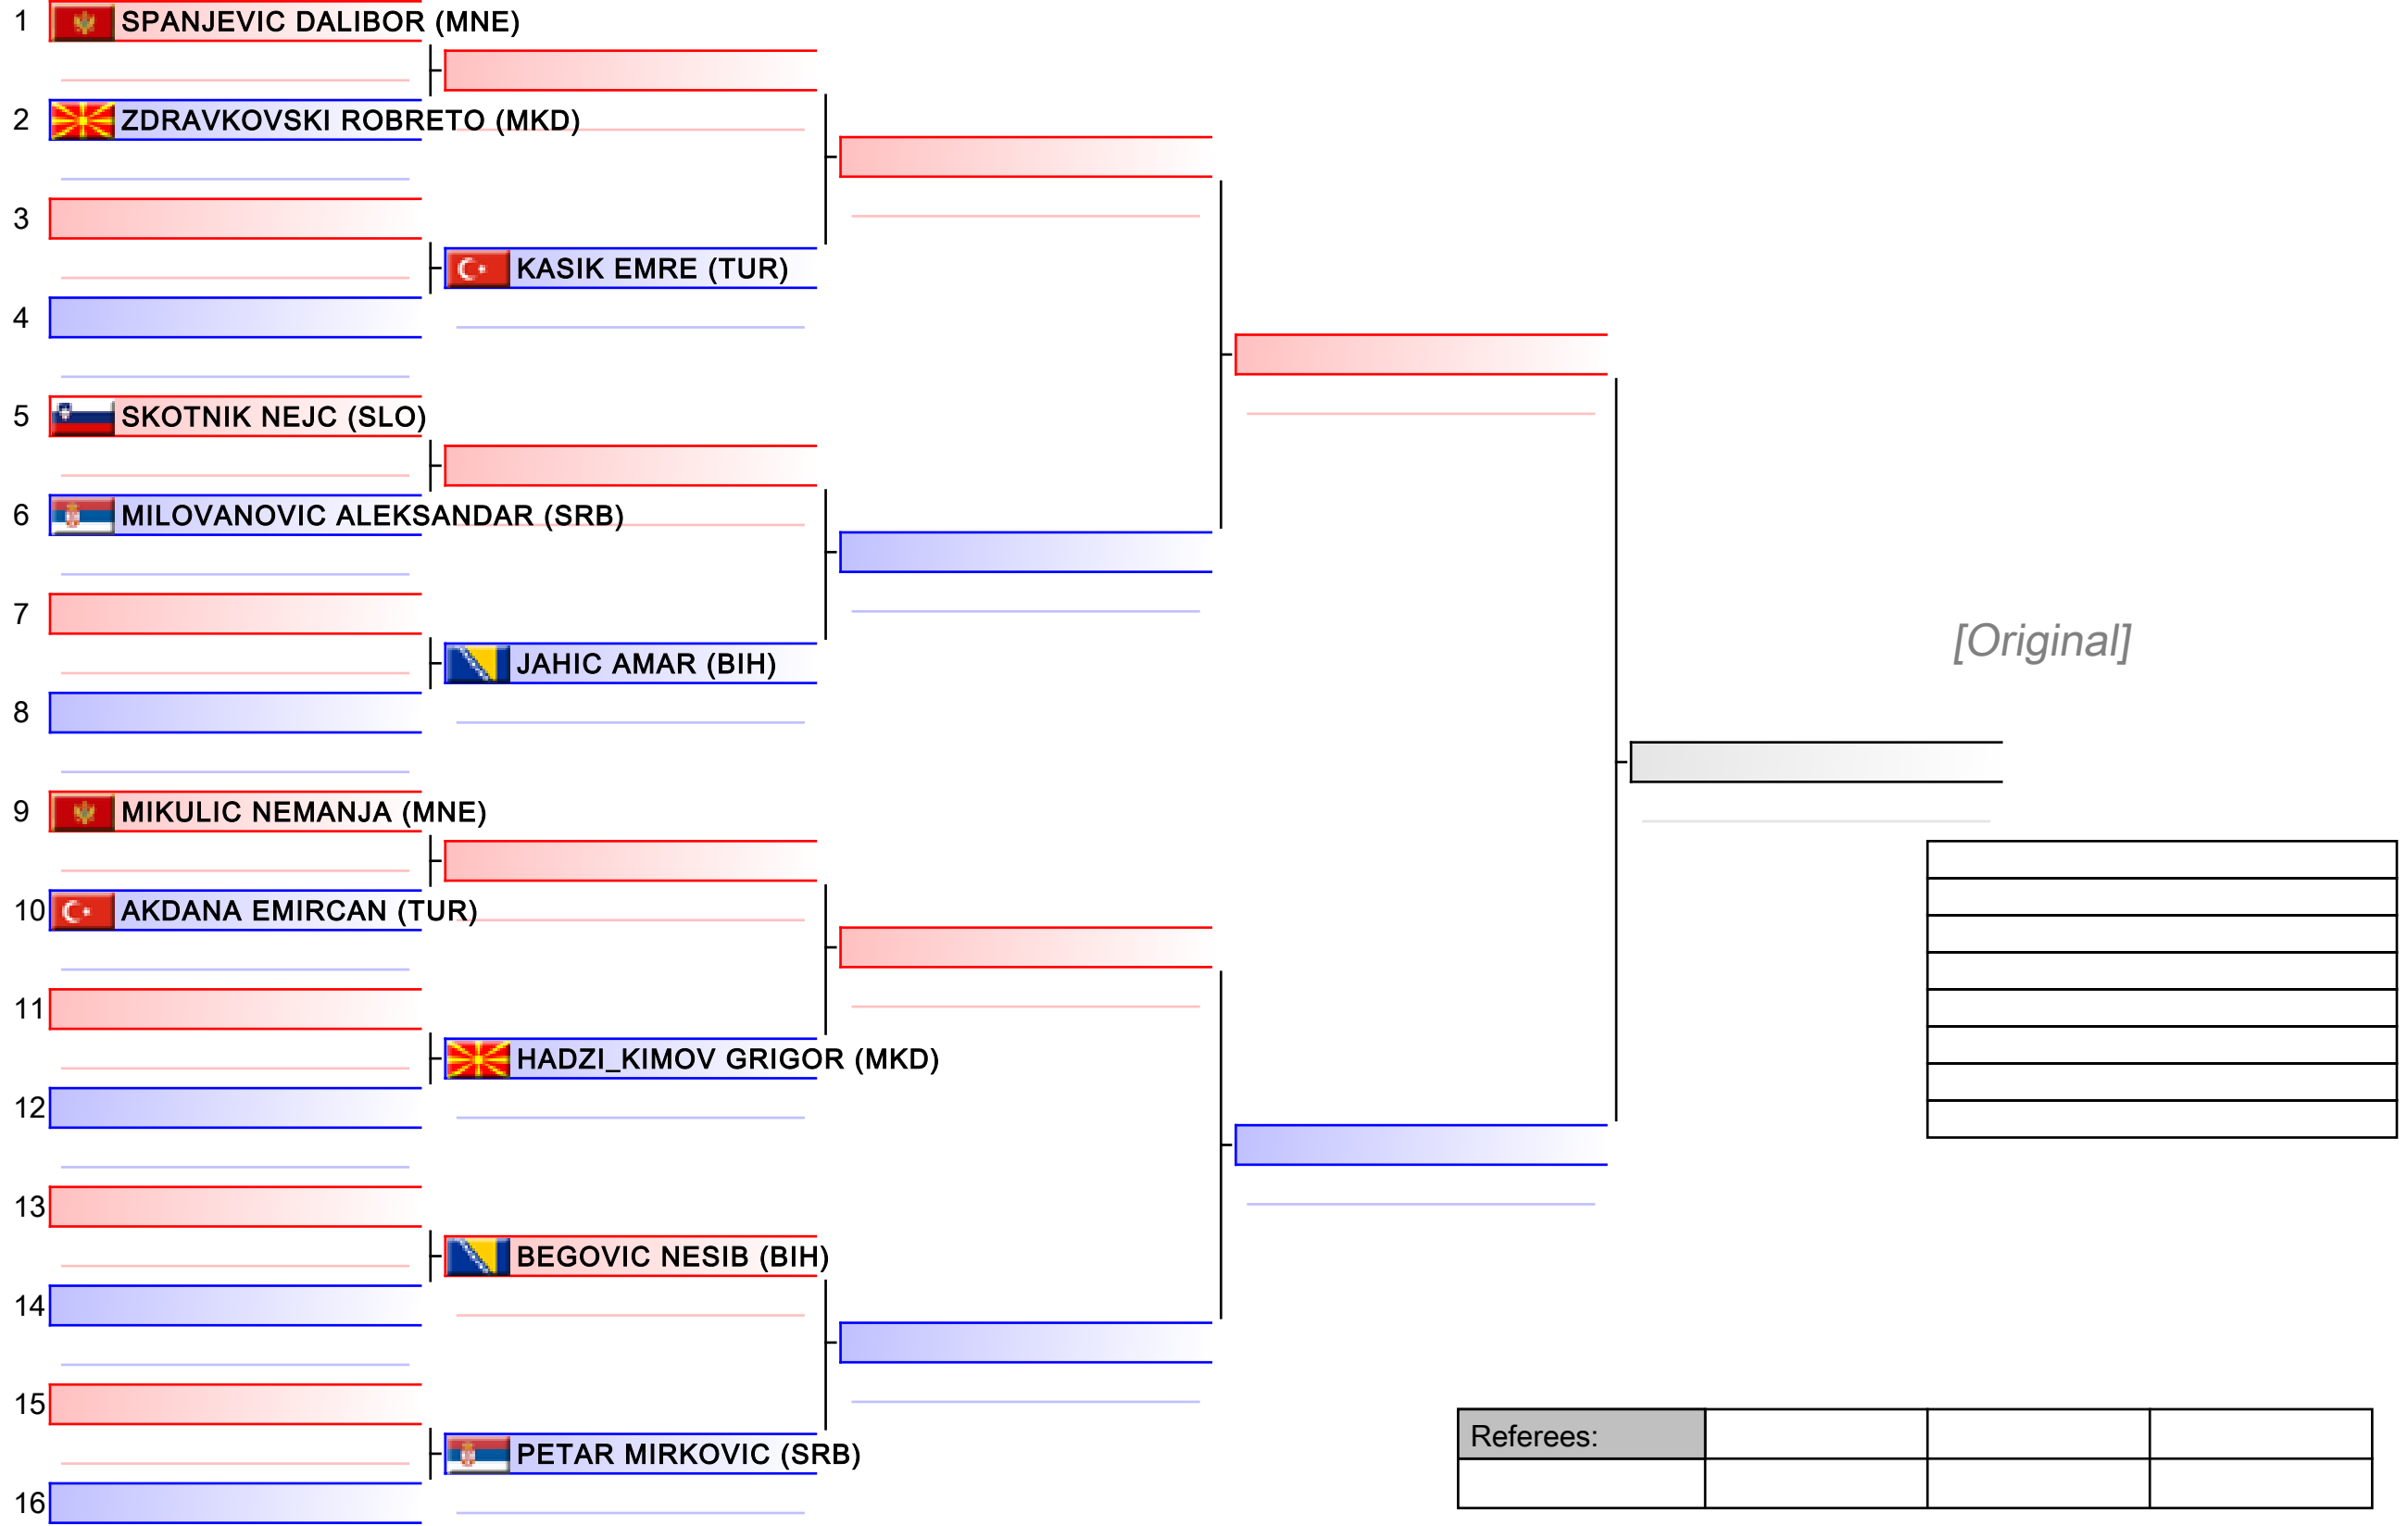 1 SPANJEVIC DALIBOR (MNE)
2 ZDRAVKOVSKI ROBRETO (MKD)
3
KASIK EMRE (TUR)
4
5 SKOTNIK NEJC (SLO)
6 MILOVANOVIC ALEKSANDAR (SRB)
7
[Original]
JAHIC AMAR (BIH)
8
9 MIKULIC NEMANJA (MNE)
10 AKDANA EMIRCAN (TUR)
11
HADZI_KIMOV GRIGOR (MKD)
12
13
BEGOVIC NESIB (BIH)
14
15
Referees:
PETAR MIRKOVIC (SRB)
16